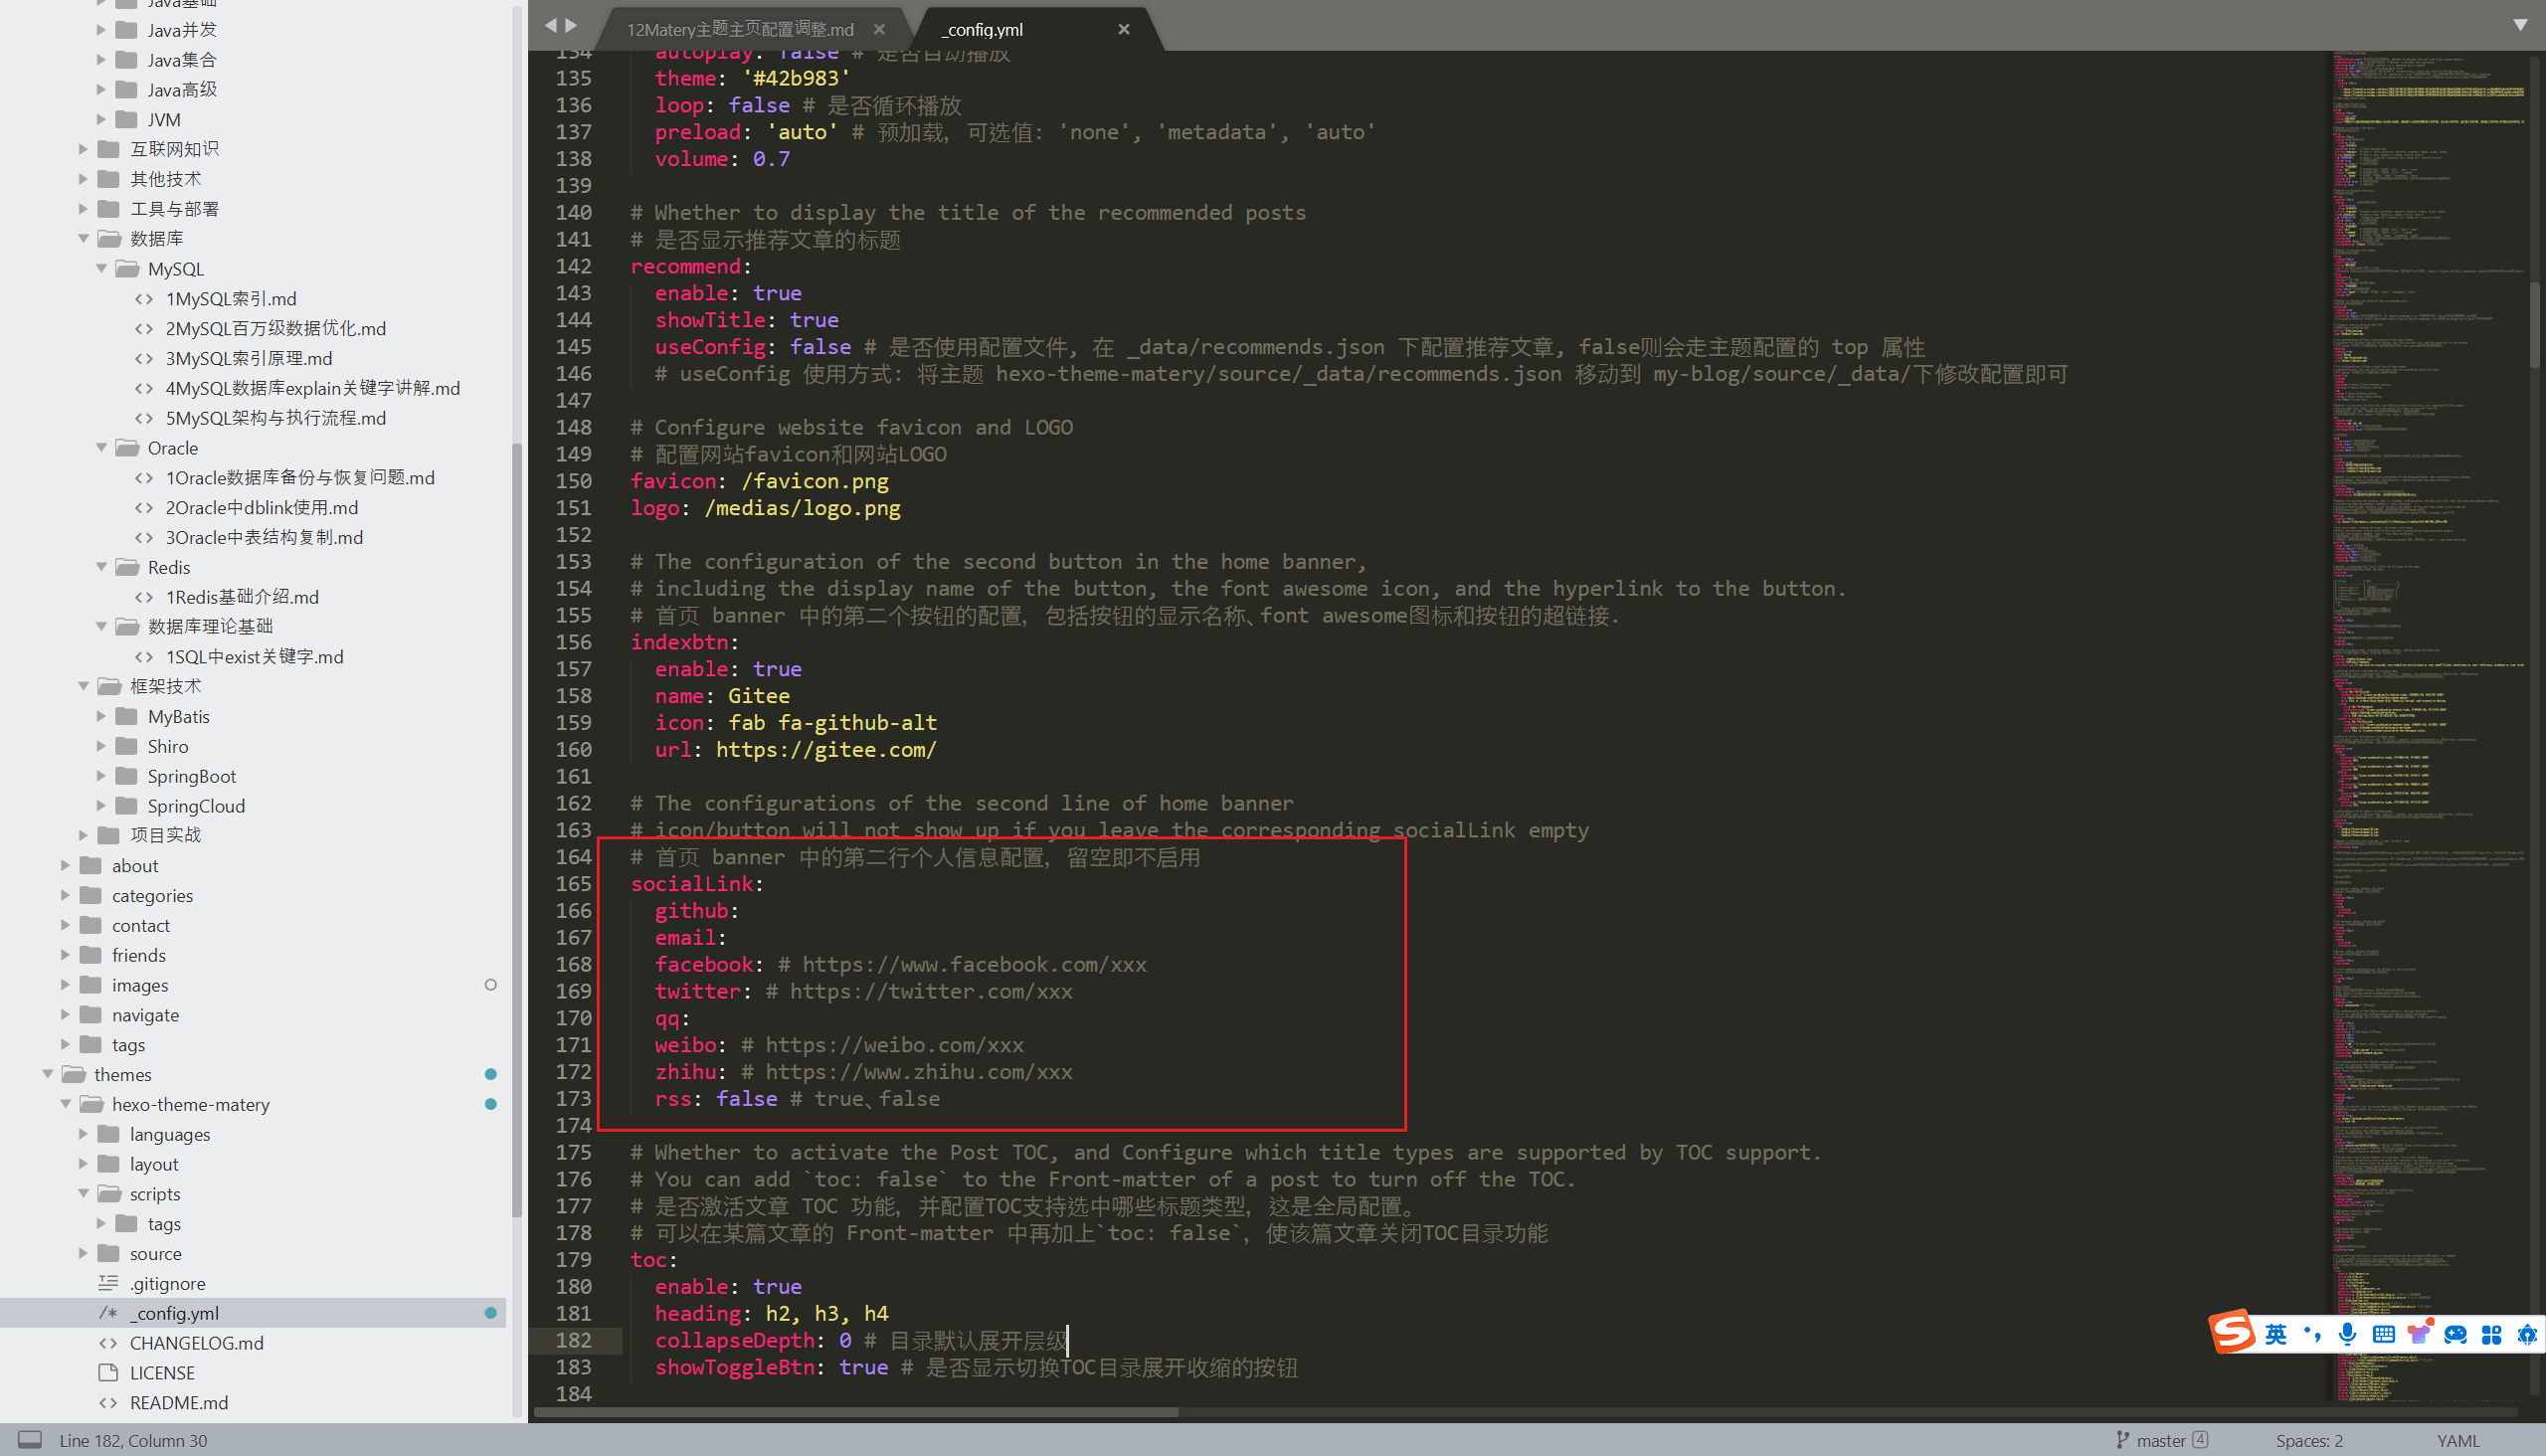 Java基础
Java并发
Java集合
Java高级
JVM
互联网知识
其他技术
工具与部署
数据库
MySQL
1MySQL索引.md
2MySQL百万级数据优化.md
3MySQL索引原理.md
4MySQL数据库explain关键字讲解.md
5MySQL架构与执行流程.md
Oracle
1Oracle数据库备份与恢复问题.md
2Oracle中dblink使用.md
3Oracle中表结构复制.md
Redis
1Redis基础介绍.md
数据库理论基础
1SQL中exist关键字.md
框架技术
MyBatis
Shiro
SpringBoot
SpringCloud
项目实战
about
categories
contact
friends
images
navigate
tags
themes
hexo-theme-matery
languages
layout
scripts
tags
source
.gitignore
/* _config.yml
CHANGELOG.md
LICENSE
README.md
12Matery主题主页配置调整.md
_config.yml
134 autoplay: false # 是否自动播放
135 theme: '#42b983'
136 loop: false # 是否循环播放
137 preload: 'auto' # 预加载, 可选值: 'none', 'metadata', 'auto'
138 volume: 0.7
139
140 # Whether to display the title of the recommended posts
141 # 是否显示推荐文章的标题
142 recommend:
143 enable: true
144 showTitle: true
145 useConfig: false # 是否使用配置文件, 在 _data/recommends.json 下配置推荐文章, false则会走主题配置的 top 属性
146 # useConfig 使用方式: 将主题 hexo-theme-matery/source/_data/recommends.json 移动到 my-blog/source/_data/下修改配置即可
147
148 # Configure website favicon and LOGO
149 # 配置网站favicon和网站LOGO
150 favicon: /favicon.png
151 logo: /medias/logo.png
152
153 # The configuration of the second button in the home banner,
154 # including the display name of the button, the font awesome icon, and the hyperlink to the button.
155 # 首页 banner 中的第二个按钮的配置, 包括按钮的显示名称、font awesome图标和按钮的超链接.
156 indexbtn:
157 enable: true
158 name: Gitee
159 icon: fab fa-github-alt
160 url: https://gitee.com/
161
162 # The configurations of the second line of home banner
163 # icon/button will not show up if you leave the corresponding socialLink empty
164 # 首页 banner 中的第二行个人信息配置, 留空即不启用
165 socialLink:
166 github:
167 email:
168 facebook: # https://www.facebook.com/xxx
169 twitter: # https://twitter.com/xxx
170 qq:
171 weibo: # https://weibo.com/xxx
172 zhihu: # https://www.zhihu.com/xxx
173 rss: false # true、false
174
175 # Whether to activate the Post TOC, and Configure which title types are supported by TOC support.
176 # You can add `toc: false` to the Front-matter of a post to turn off the TOC.
177 # 是否激活文章 TOC 功能, 并配置TOC支持选中哪些标题类型, 这是全局配置。
178 # 可以在某篇文章的 Front-matter 中再加上`toc: false`, 使该篇文章关闭TOC目录功能
179 toc:
180 enable: true
181 heading: h2, h3, h4
182 collapseDepth: 0 # 目录默认展开层级
183 showToggleBtn: true # 是否显示切换TOC目录展开收缩的按钮
184
S 英
Line 182, Column 30
master 4
Spaces: 2
YAML